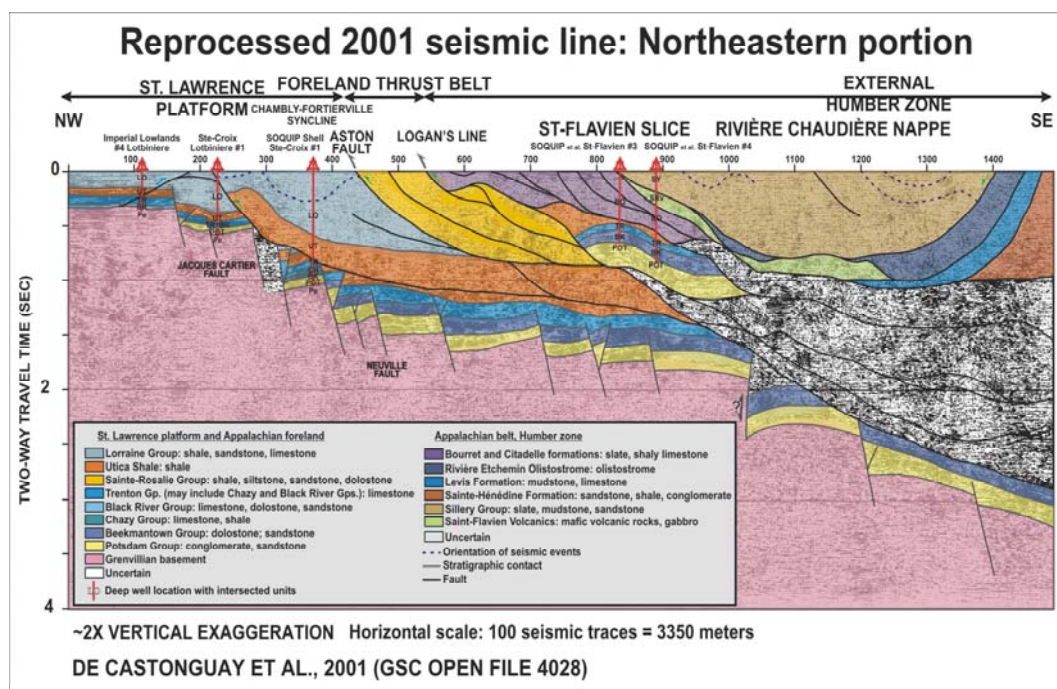 Reprocessed 2001 seismic line: Northeastern portion
ST. LAWRENCE PLATFORM
FORELAND THRUST BELT
EXTERNAL HUMBER ZONE
NW
CHAMBLY-FORTIERVILLE SYNCLINE
SE
Imperial Lowlands #4 Lotbiniere
Ste-Croix Lotbiniere #1
SOQUIP Shell Ste-Croix #1
ASTON FAULT
LOGAN'S LINE
ST-FLAVIEN SLICE
SOQUIP et al. St-Flavien #3
SOQUIP et al. St-Flavien #4
RIVIÈRE CHAUDIÈRE NAPPE
0
100
200
300
400
500
600
700
800
900
1000
1100
1200
1300
1400
0
JACQUES CARTIER FAULT
NEUVILLE FAULT
TWO-WAY TRAVEL TIME (SEC)
2
4
St. Lawrence platform and Appalachian foreland
Lorraine Group: shale, sandstone, limestone
Utica Shale: shale
Sainte-Rosalie Group: shale, siltstone, sandstone, dolostone
Trenton Gp. (may include Chazy and Black River Gps.): limestone
Black River Group: limestone, dolostone, sandstone
Chazy Group: limestone, shale
Beekmantown Group: dolostone; sandstone
Potsdam Group: conglomerate, sandstone
Grenvillian basement
Uncertain
Deep well location with intersected units
Appalachian belt, Humber zone
Bourret and Citadelle formations: slate, shaly limestone
Rivière Etchemin Olistostrome: olistostrome
Levis Formation: mudstone, limestone
Sainte-Hénédine Formation: sandstone, shale, conglomerate
Sillery Group: slate, mudstone, sandstone
Saint-Flavien Volcanics: mafic volcanic rocks, gabbro
Uncertain
Orientation of seismic events
Stratigraphic contact
Fault
~2X VERTICAL EXAGGERATION Horizontal scale: 100 seismic traces = 3350 meters
DE CASTONGUAY ET AL., 2001 (GSC OPEN FILE 4028)